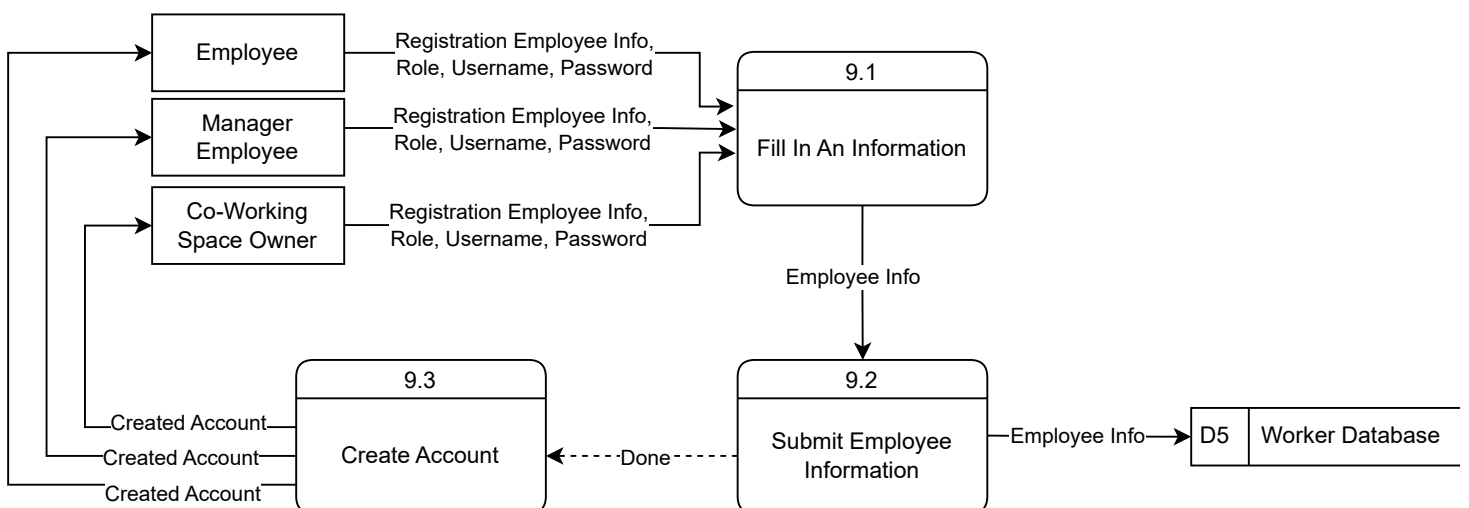 Employee
Registration Employee Info,
Role, Username, Password
9.1
Manager
Employee
Registration Employee Info,
Role, Username, Password
Fill In An Information
Co-Working
Space Owner
Registration Employee Info,
Role, Username, Password
Employee Info
9.3
9.2
Created Account
Created Account
Created Account
Create Account
Done
Submit Employee
Information
Employee Info
D5
Worker Database